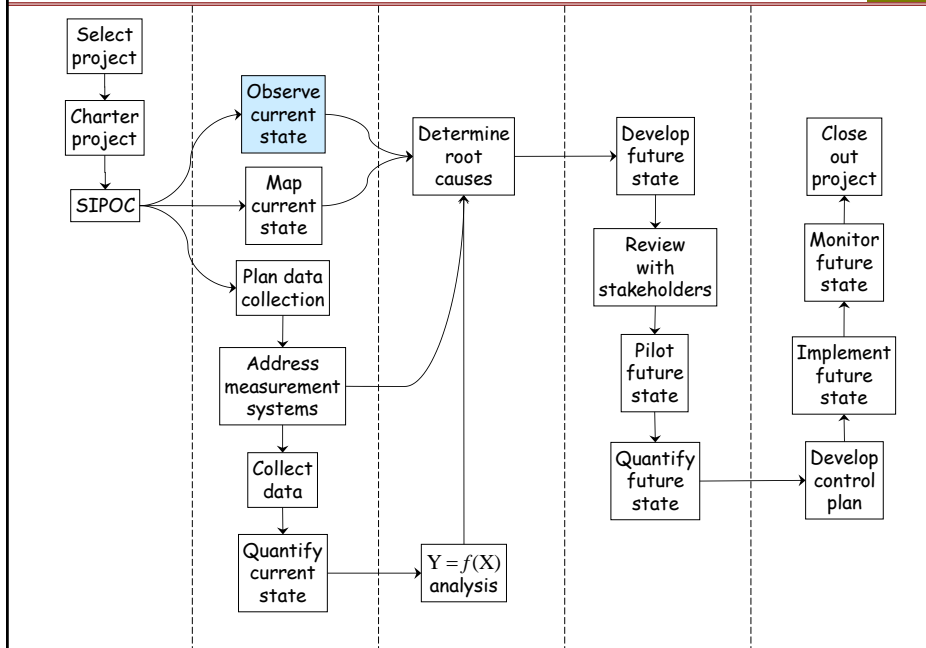 Select
project
Charter
project
SIPOC
Observe
current
state
Map
current
state
Plan data
collection
Address
measurement
systems
Collect
data
Quantify
current
state
Determine
root
causes
Y = f(X)
analysis
Develop
future
state
Review
with
stakeholders
Pilot
future
state
Quantify
future
state
Close
out
project
Monitor
future
state
Implement
future
state
Develop
control
plan